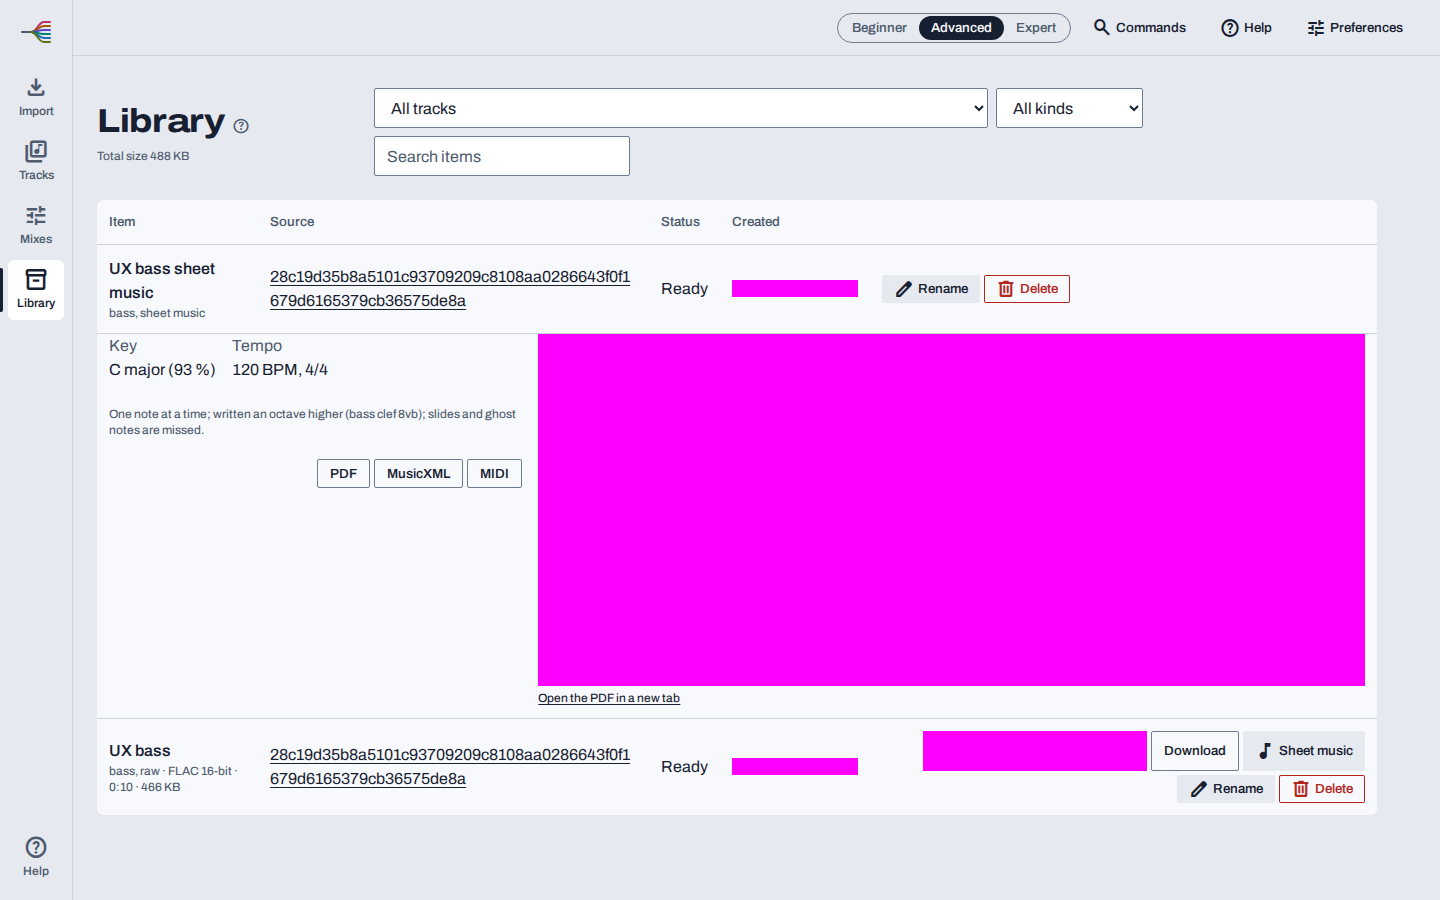 Beginner Advanced Expert Commands Help Preferences
Import
Tracks
Mixes
Library
Help
Library
Total size 488 KB
All tracks All kinds
Search items
Item Source Status Created
UX bass sheet music
bass, sheet music
28c19d35b8a5101c93709209c8108aa0286643f0f1
679d6165379cb36575de8a
Ready
Rename Delete
Key Tempo
C major (93 %) 120 BPM, 4/4
One note at a time; written an octave higher (bass clef 8vb); slides and ghost
notes are missed.
PDF MusicXML MIDI
Open the PDF in a new tab
UX bass
bass, raw · FLAC 16-bit ·
0:10 · 466 KB
28c19d35b8a5101c93709209c8108aa0286643f0f1
679d6165379cb36575de8a
Ready
Download Sheet music
Rename Delete